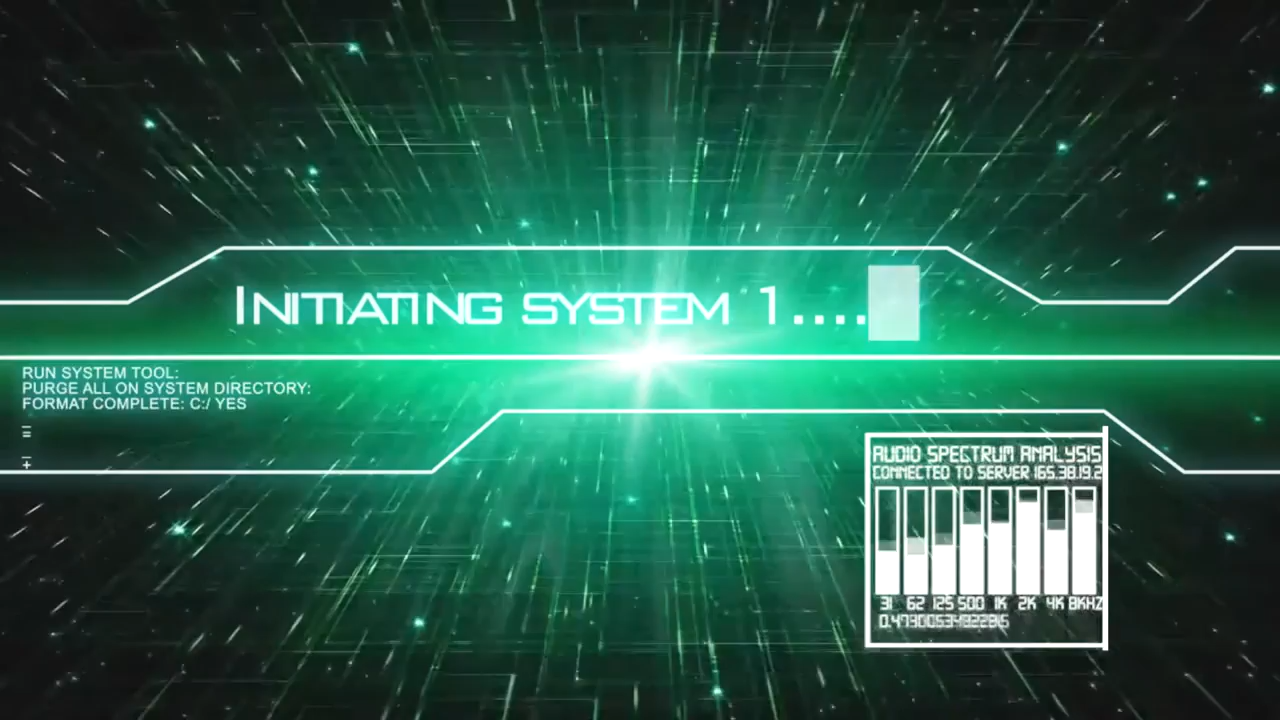 INITIATING SYSTEM 1....
RUN SYSTEM TOOL:
PURGE ALL ON SYSTEM DIRECTORY:
FORMAT COMPLETE: C:/ YES
AUDIO SPECTRUM ANALYSIS
CONNECTED TO SERVER 165.38.19.2
31 62 125 500 1K 2K 4K 8KHZ